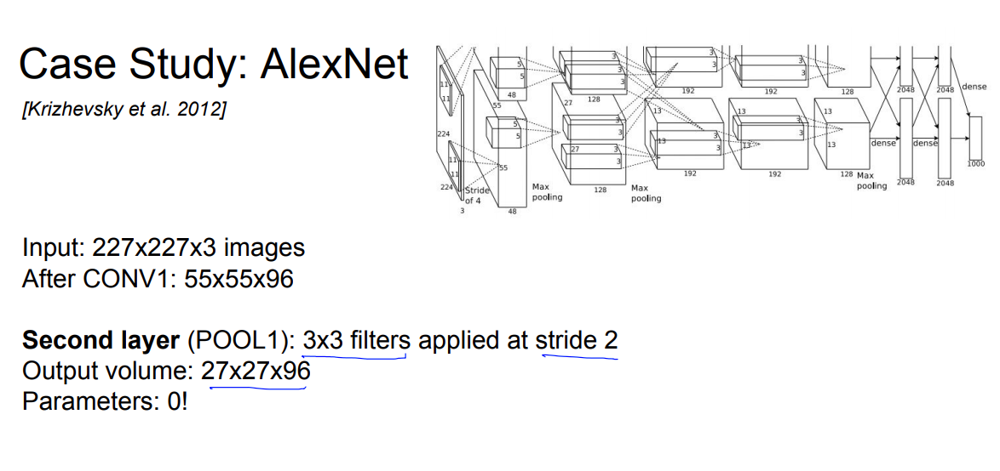 Case Study: AlexNet
[Krizhevsky et al. 2012]
11
11
224
224
3
11
11
Stride
of 4
55
55
48
5
5
48
5
5
Max
pooling
27
27
128
128
3
3
3
3
3
3
Max
pooling
192
3
3
13
13
3
3
192
192
3
3
13
13
3
3
192
128
13
13
128
Max
pooling
dense
2048
2048
dense
2048
2048
dense
1000
Input: 227x227x3 images
After CONV1: 55x55x96
Second layer (POOL1): 3x3 filters applied at stride 2
Output volume: 27x27x96
Parameters: 0!